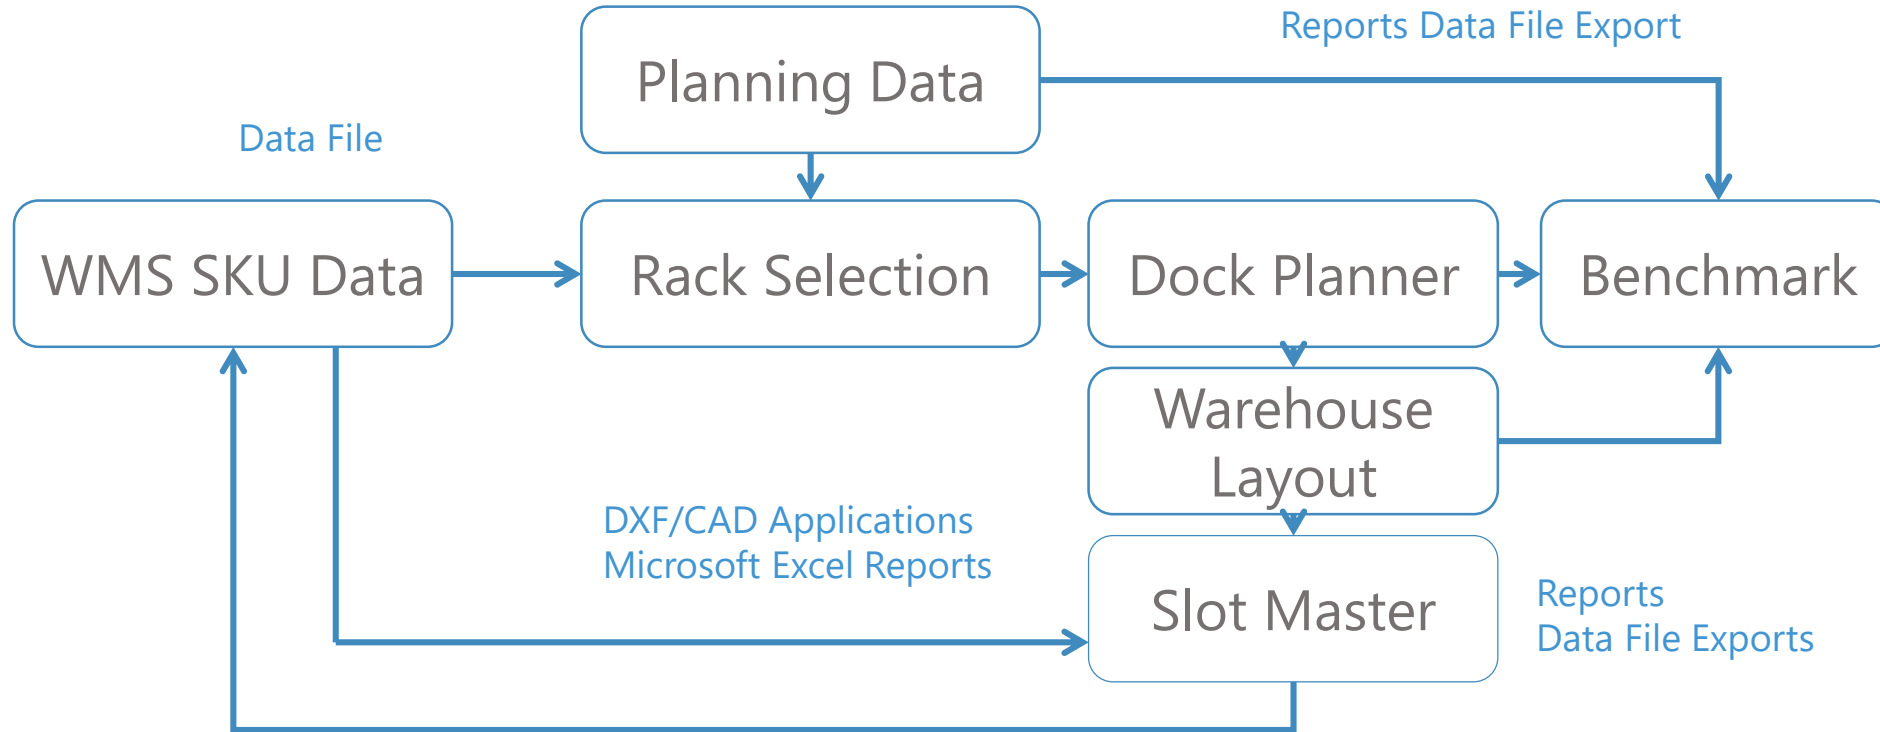 Reports Data File Export
Planning Data
Data File
WMS SKU Data
Rack Selection
Dock Planner
Benchmark
Warehouse
Layout
DXF/CAD Applications
Microsoft Excel Reports
Slot Master
Reports
Data File Exports